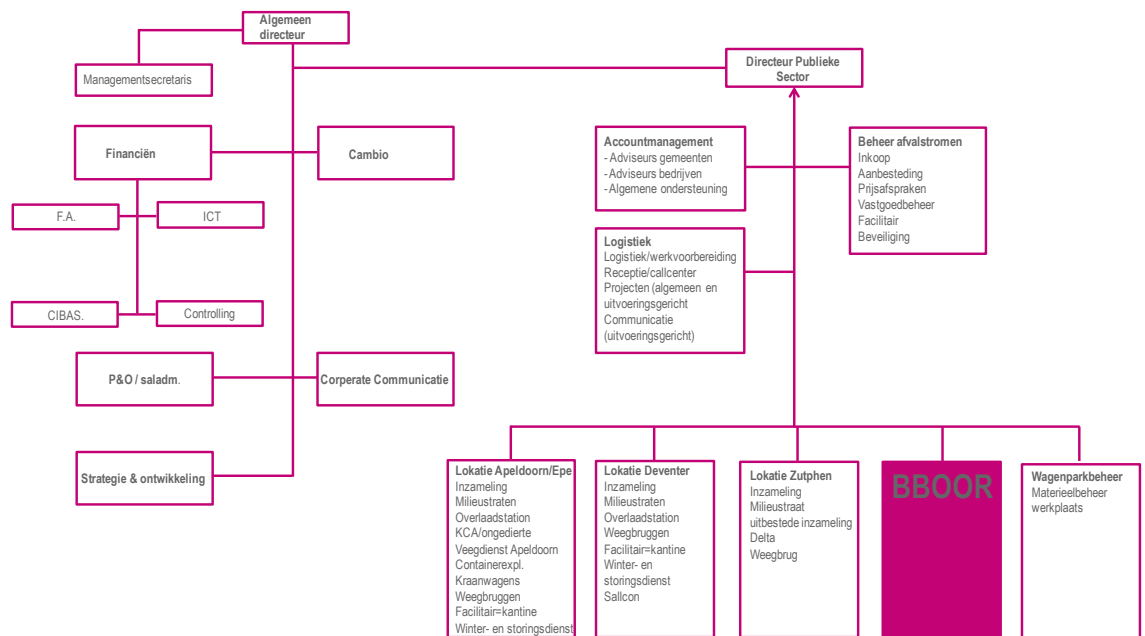 Algemeen
directeur
Managementsecretaris
Directeur Publieke
Sector
Financiën
Cambio
Accountmanagement
- Adviseurs gemeenten
- Adviseurs bedrijven
- Algemene ondersteuning
Beheer afvalstromen
Inkoop
Aanbesteding
Prijsafspraken
Vastgoedbeheer
Facilitair
Beveiliging
F.A.
ICT
Logistiek
Logistiek/werkvoorbereiding
Receptie/callcenter
Projecten (algemeen en
uitvoeringsgericht
Communicatie
(uitvoeringsgericht)
CIBAS.
Controlling
P&O / saladm.
Corperate Communicatie
Strategie & ontwikkeling
Lokatie Apeldoorn/Epe
Inzameling
Milieustraten
Overlaadstation
KCA/ongedierte
Veegdienst Apeldoorn
Containerexpl.
Kraanwagens
Weegbruggen
Facilitair=kantine
Winter- en storingsdienst
Lokatie Deventer
Inzameling
Milieustraten
Overlaadstation
Weegbruggen
Facilitair=kantine
Winter- en
storingsdienst
Sallcon
Lokatie Zutphen
Inzameling
Milieustraat
uitbestede inzameling
Delta
Weegbrug
BBOOR
Wagenparkbeheer
Materieelbeheer
werkplaats